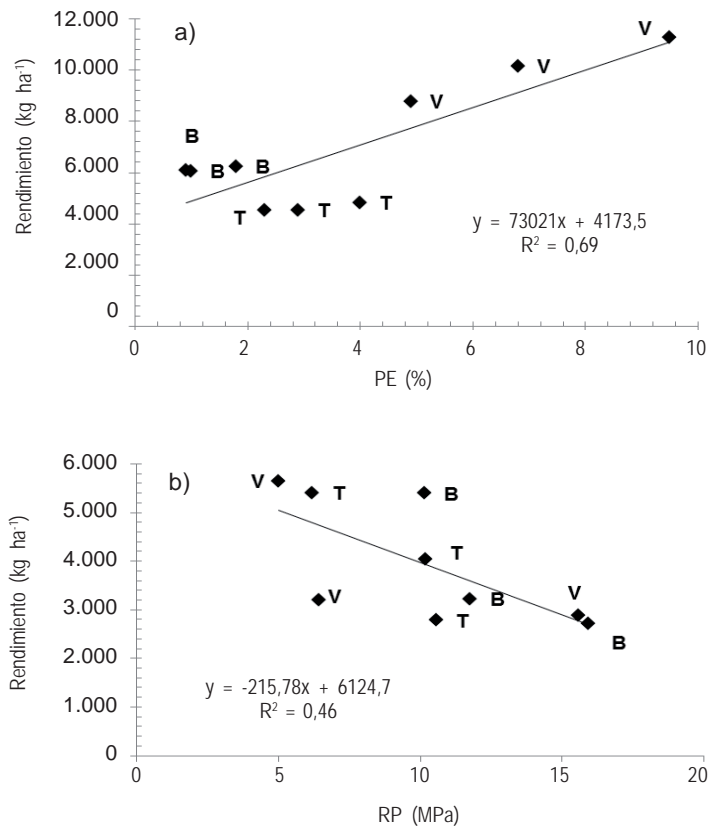 a)
Rendimiento (kg ha⁻¹)
12.000
10.000
8.000
6.000
4.000
2.000
0
V
V
V
B
B
B
T
T
T
y = 73021x + 4173,5
R² = 0,69
0 2 4 6 8 10
PE (%)
b)
Rendimiento (kg ha⁻¹)
6.000
5.000
4.000
3.000
2.000
1.000
0
V
T
B
T
V
B
T
V
B
y = -215,78x + 6124,7
R² = 0,46
0 5 10 15 20
RP (MPa)